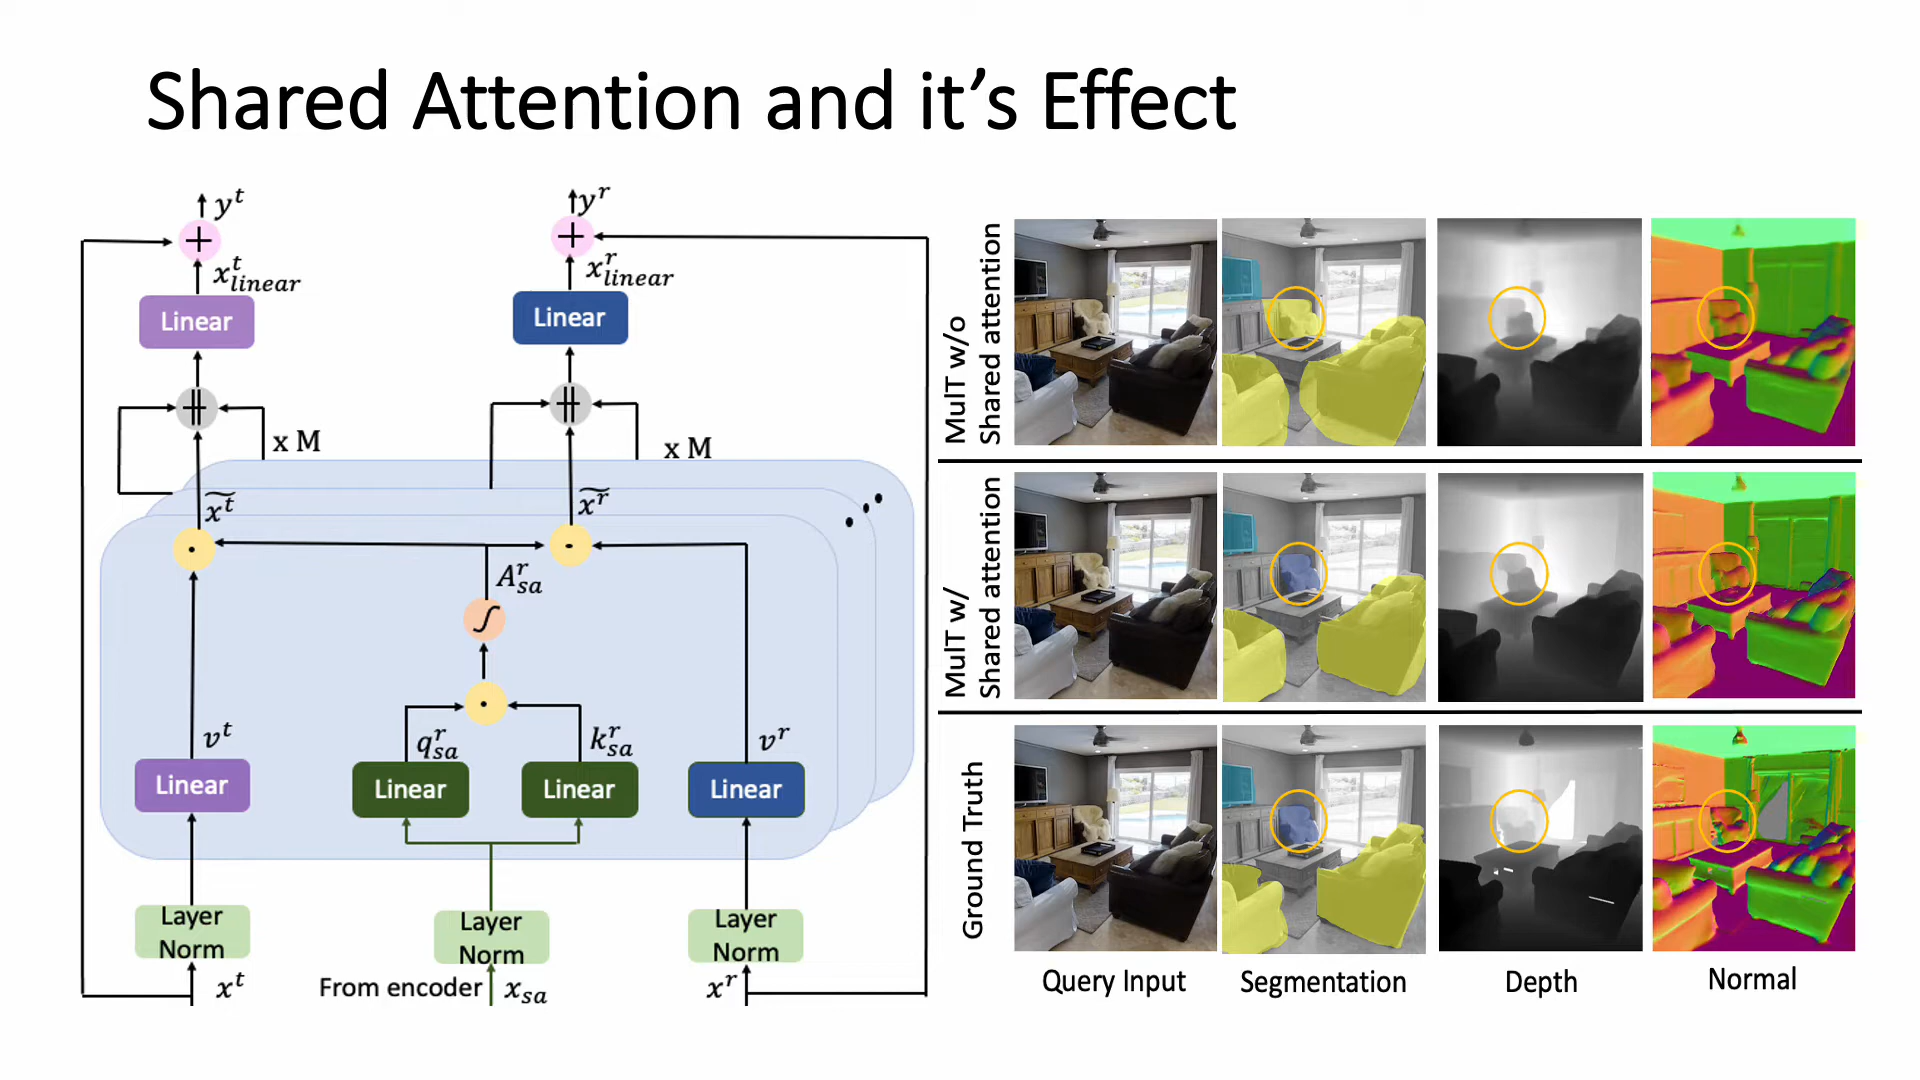 Shared Attention and it's Effect
y^t
y^r
x^t_linear
x^r_linear
Linear
Linear
x M
x M
x̃^t
x̃^r
A^r_sa
v^t
q^r_sa
k^r_sa
v^r
Linear
Linear
Linear
Linear
Layer
Norm
Layer
Norm
Layer
Norm
x^t
From encoder
x_sa
x^r
MulT w/o
Shared attention
MulT w/
Shared attention
Ground Truth
Query Input
Segmentation
Depth
Normal